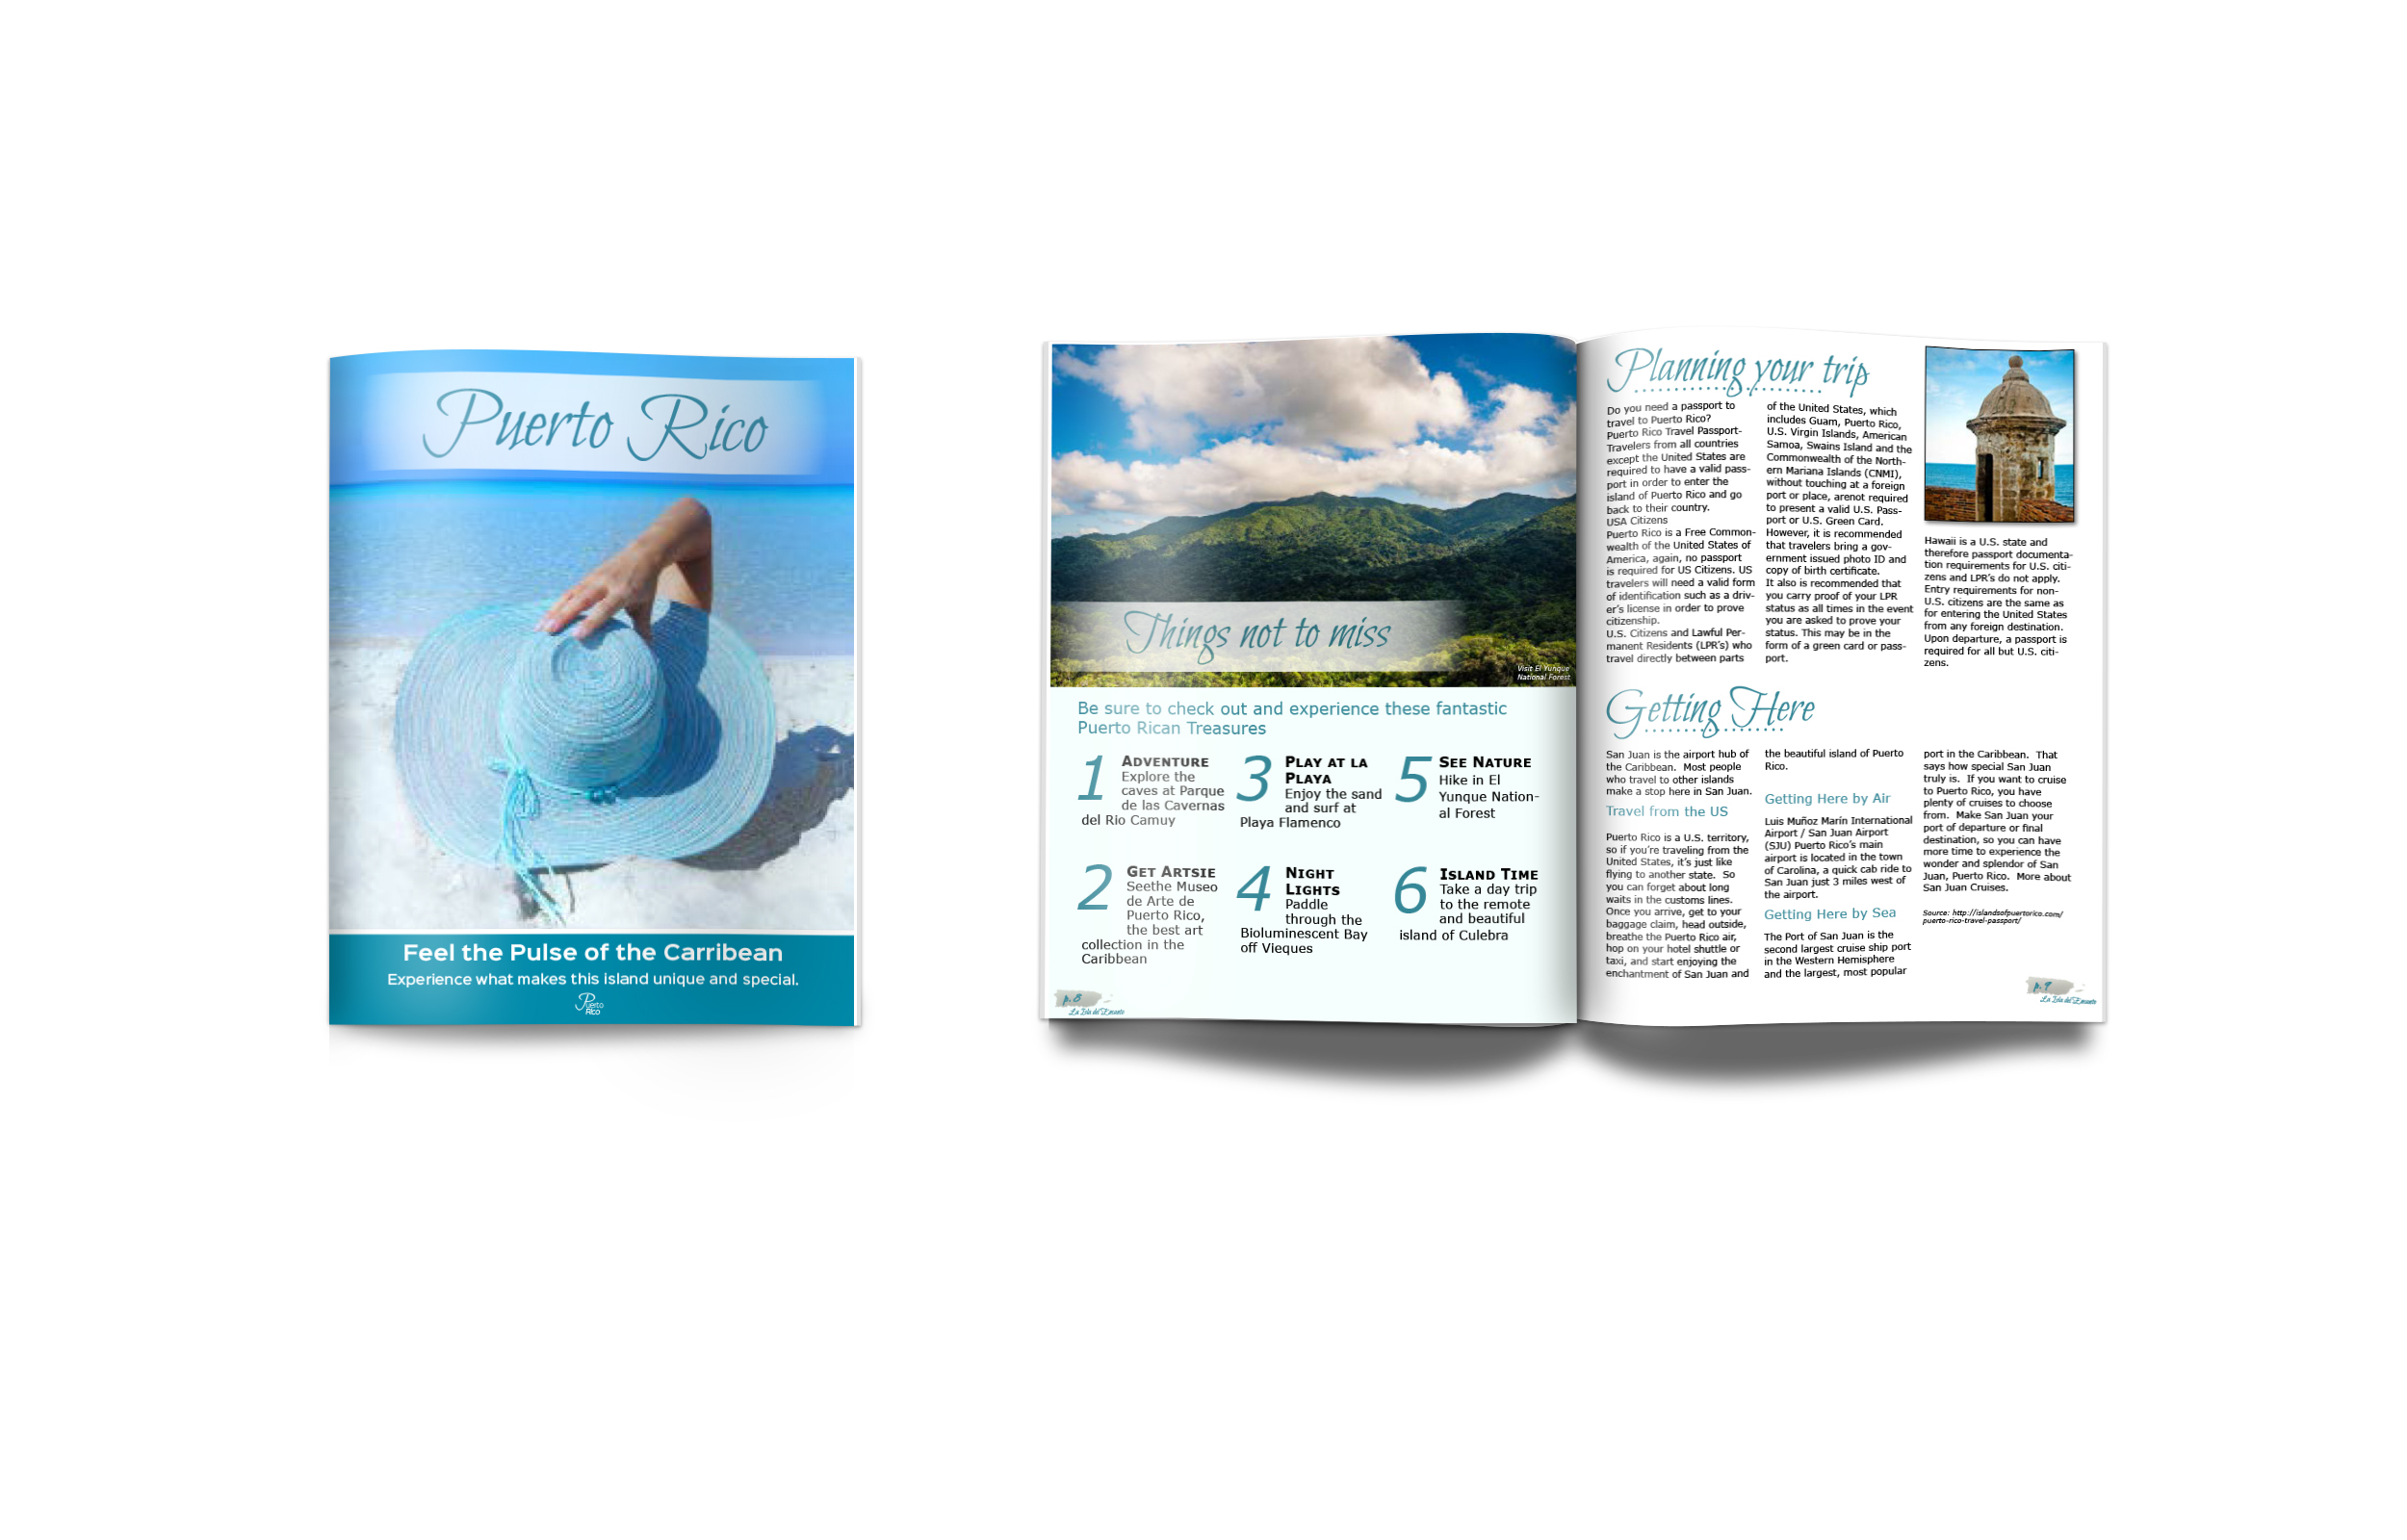 Puerto Rico
Feel the Pulse of the Carribean
Experience what makes this island unique and special.
Puerto
Rico
Things not to miss
Visit El Yunque
National Forest
Be sure to check out and experience these fantastic
Puerto Rican Treasures
1 ADVENTURE
Explore the
caves at Parque
de las Cavernas
del Rio Camuy
2 GET ARTSIE
Seethe Museo
de Arte de
Puerto Rico,
the best art
collection in the
Caribbean
3 PLAY AT LA
PLAYA
Enjoy the sand
and surf at
Playa Flamenco
4 NIGHT
LIGHTS
Paddle
through the
Bioluminescent Bay
off Vieques
5 SEE NATURE
Hike in El
Yunque Nation-
al Forest
6 ISLAND TIME
Take a day trip
to the remote
and beautiful
island of Culebra
p. 8
La Isla del Encanto
Planning your trip
Do you need a passport to
travel to Puerto Rico?
Puerto Rico Travel Passport-
Travelers from all countries
except the United States are
required to have a valid pass-
port in order to enter the
island of Puerto Rico and go
back to their country.
USA Citizens
Puerto Rico is a Free Common-
wealth of the United States of
America, again, no passport
is required for US Citizens. US
travelers will need a valid form
of identification such as a driv-
er's license in order to prove
citizenship.
U.S. Citizens and Lawful Per-
manent Residents (LPR's) who
travel directly between parts
of the United States, which
includes Guam, Puerto Rico,
U.S. Virgin Islands, American
Samoa, Swains Island and the
Commonwealth of the North-
ern Mariana Islands (CNMI),
without touching at a foreign
port or place, arenot required
to present a valid U.S. Pass-
port or U.S. Green Card.
However, it is recommended
that travelers bring a gov-
ernment issued photo ID and
copy of birth certificate.
It also is recommended that
you carry proof of your LPR
status as all times in the event
you are asked to prove your
status. This may be in the
form of a green card or pass-
port.
Hawaii is a U.S. state and
therefore passport documenta-
tion requirements for U.S. citi-
zens and LPR's do not apply.
Entry requirements for non-
U.S. citizens are the same as
for entering the United States
from any foreign destination.
Upon departure, a passport is
required for all but U.S. citi-
zens.
Getting Here
San Juan is the airport hub of
the Caribbean. Most people
who travel to other islands
make a stop here in San Juan.
Travel from the US
Puerto Rico is a U.S. territory,
so if you're traveling from the
United States, it's just like
flying to another state. So
you can forget about long
waits in the customs lines.
Once you arrive, get to your
baggage claim, head outside,
breathe the Puerto Rico air,
hop on your hotel shuttle or
taxi, and start enjoying the
enchantment of San Juan and
the beautiful island of Puerto
Rico.
Getting Here by Air
Luis Muñoz Marín International
Airport / San Juan Airport
(SJU) Puerto Rico's main
airport is located in the town
of Carolina, a quick cab ride to
San Juan just 3 miles west of
the airport.
Getting Here by Sea
The Port of San Juan is the
second largest cruise ship port
in the Western Hemisphere
and the largest, most popular
port in the Caribbean. That
says how special San Juan
truly is. If you want to cruise
to Puerto Rico, you have
plenty of cruises to choose
from. Make San Juan your
port of departure or final
destination, so you can have
more time to experience the
wonder and splendor of San
Juan, Puerto Rico. More about
San Juan Cruises.
Source: http://islandsofpuertorico.com/
puerto-rico-travel-passport/
p. 9
La Isla del Encanto